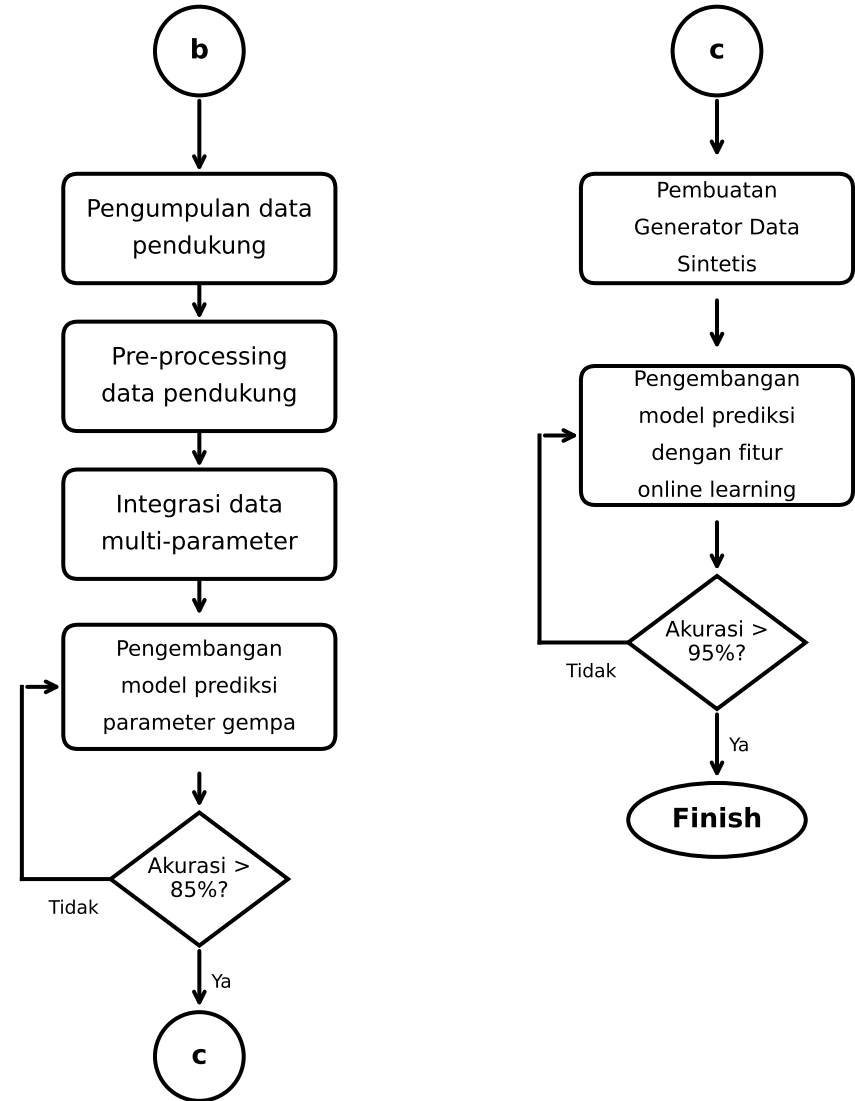 b
Pengumpulan data
pendukung
Pre-processing
data pendukung
Integrasi data
multi-parameter
Pengembangan
model prediksi
parameter gempa
Akurasi >
85%?
Tidak
Ya
c
c
Pembuatan
Generator Data
Sintetis
Pengembangan
model prediksi
dengan fitur
online learning
Akurasi >
95%?
Tidak
Ya
Finish